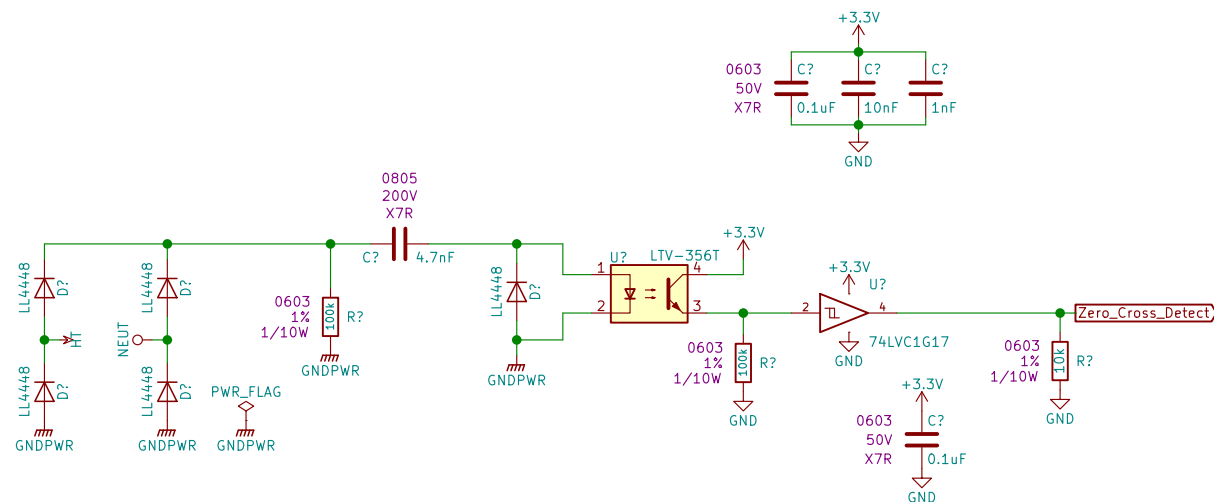 +3.3V
0603
50V
X7R
C?
0.1uF
C?
10nF
C?
1nF
GND
0805
200V
X7R
C?
4.7nF
LL4448
D?
LL4448
D?
HT
NEUT
LL4448
D?
LL4448
D?
GNDPWR
GNDPWR
PWR_FLAG
GNDPWR
0603
1%
1/10W
100k
R?
GNDPWR
LL4448
D?
GNDPWR
U?
LTV-356T
1
2
4
3
+3.3V
0603
1%
1/10W
100k
R?
GND
+3.3V
U?
2
4
GND
74LVC1G17
Zero_Cross_Detect
0603
1%
1/10W
10k
R?
GND
+3.3V
0603
50V
X7R
C?
0.1uF
GND